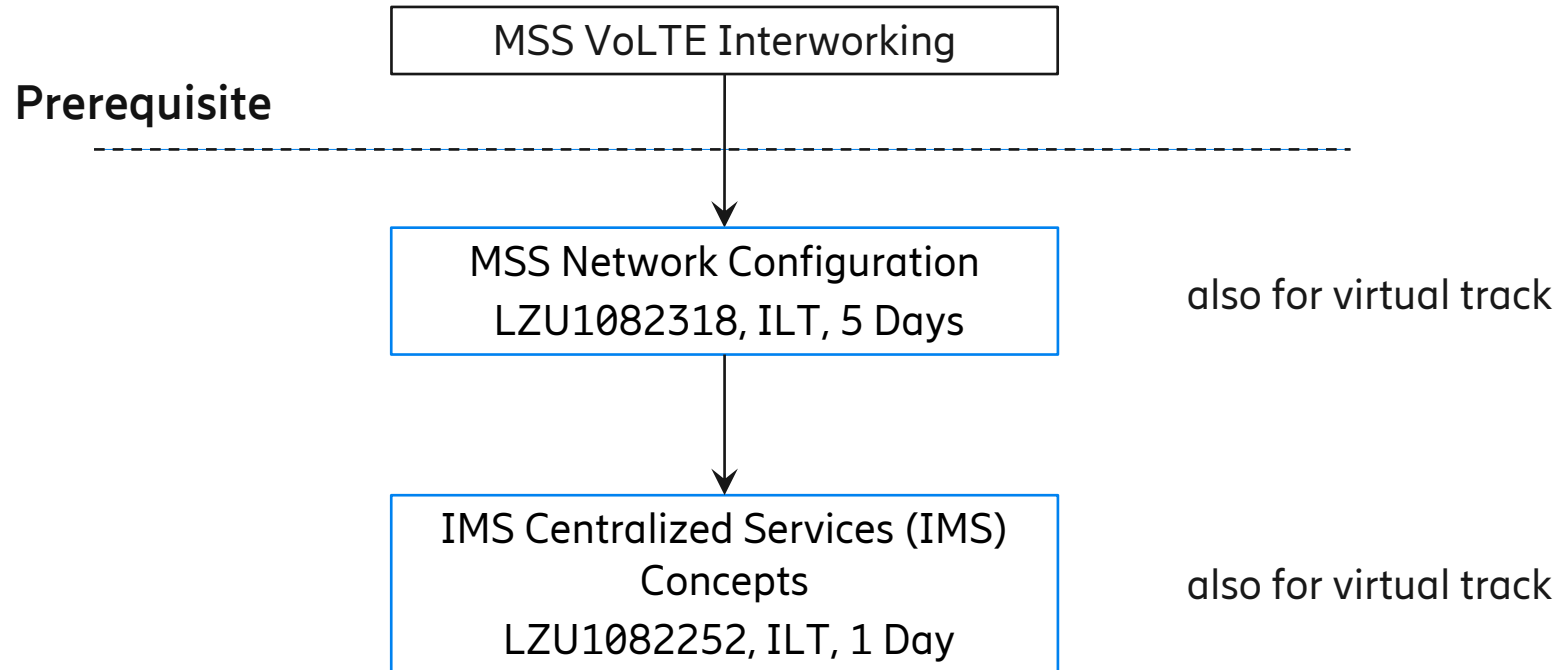 MSS VoLTE Interworking
Prerequisite
MSS Network Configuration
LZU1082318, ILT, 5 Days
also for virtual track
IMS Centralized Services (IMS)
Concepts
LZU1082252, ILT, 1 Day
also for virtual track